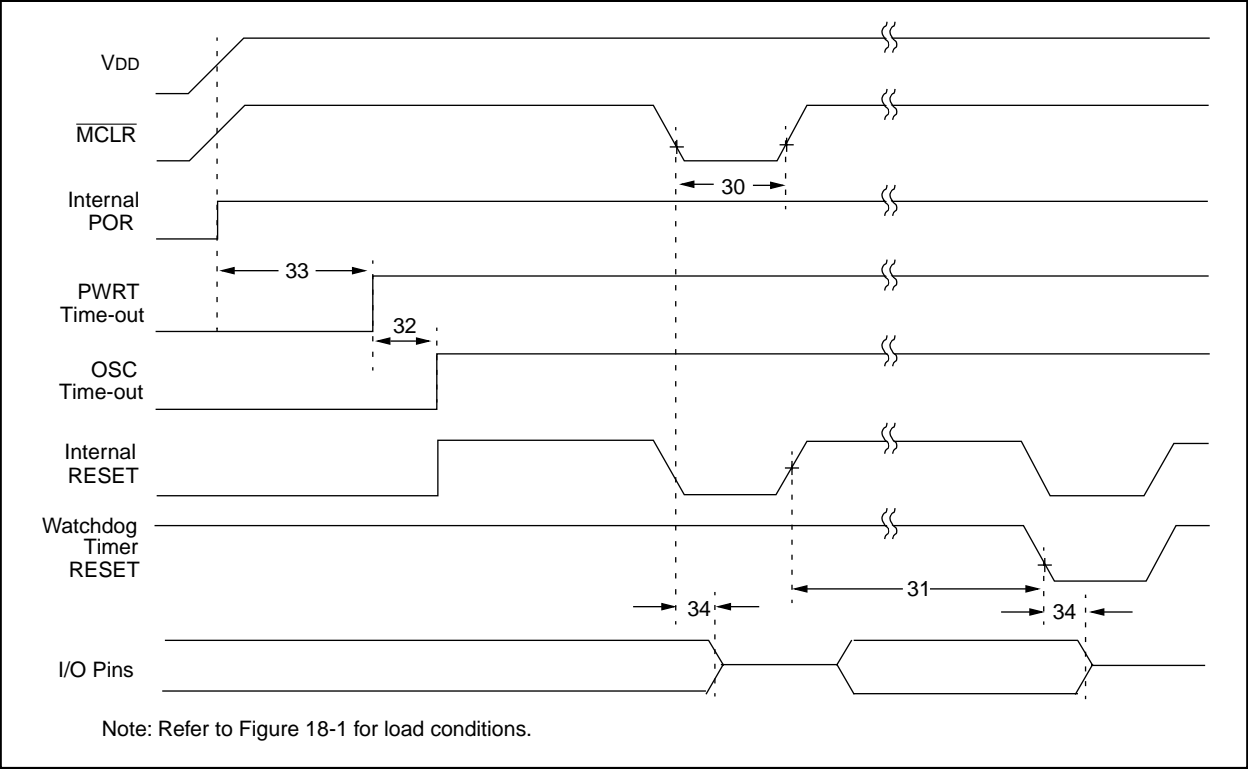 VDD
MCLR
30
Internal
POR
33
PWRT
Time-out
32
OSC
Time-out
Internal
RESET
Watchdog
Timer
RESET
31
34
34
I/O Pins
Note: Refer to Figure 18-1 for load conditions.